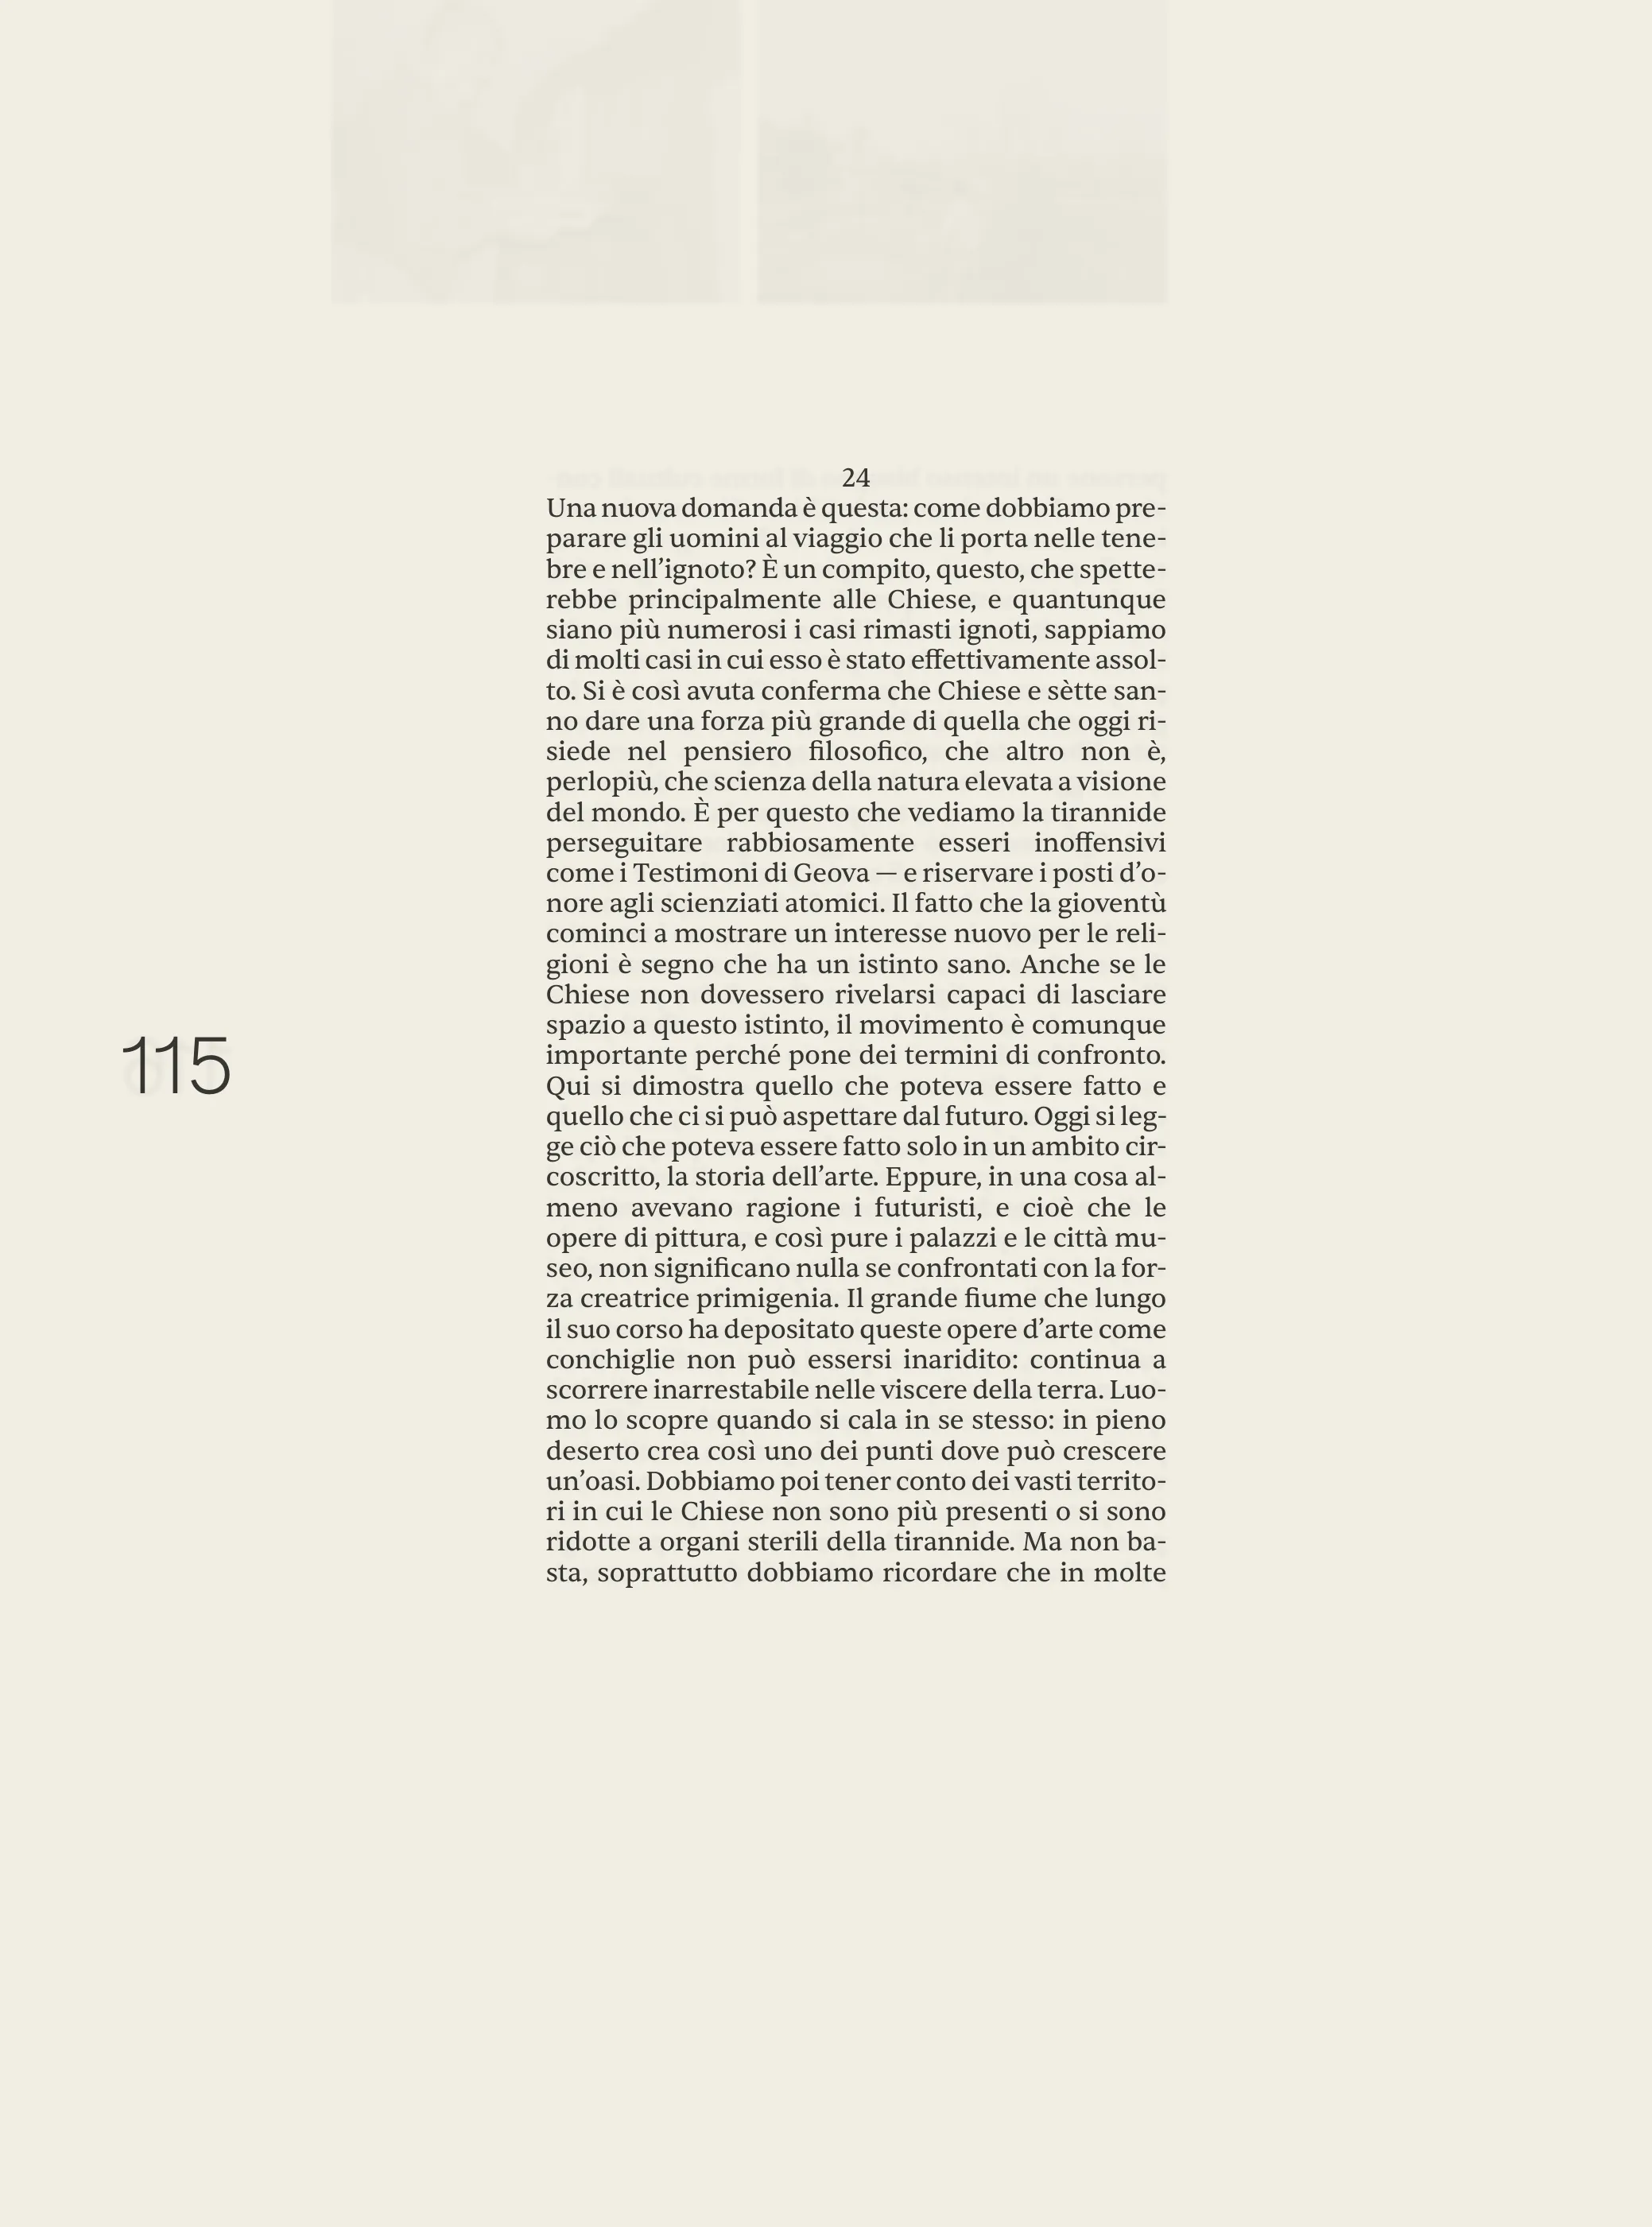 24
Una nuova domanda è questa: come dobbiamo pre-
parare gli uomini al viaggio che li porta nelle tene-
bre e nell’ignoto? È un compito, questo, che spette-
rebbe principalmente alle Chiese, e quantunque
siano più numerosi i casi rimasti ignoti, sappiamo
di molti casi in cui esso è stato effettivamente assol-
to. Si è così avuta conferma che Chiese e sètte san-
no dare una forza più grande di quella che oggi ri-
siede nel pensiero filosofico, che altro non è,
perlopiù, che scienza della natura elevata a visione
del mondo. È per questo che vediamo la tirannide
perseguitare rabbiosamente esseri inoffensivi
come i Testimoni di Geova — e riservare i posti d’o-
nore agli scienziati atomici. Il fatto che la gioventù
cominci a mostrare un interesse nuovo per le reli-
gioni è segno che ha un istinto sano. Anche se le
Chiese non dovessero rivelarsi capaci di lasciare
spazio a questo istinto, il movimento è comunque
importante perché pone dei termini di confronto.
Qui si dimostra quello che poteva essere fatto e
quello che ci si può aspettare dal futuro. Oggi si leg-
ge ciò che poteva essere fatto solo in un ambito cir-
coscritto, la storia dell’arte. Eppure, in una cosa al-
meno avevano ragione i futuristi, e cioè che le
opere di pittura, e così pure i palazzi e le città mu-
seo, non significano nulla se confrontati con la for-
za creatrice primigenia. Il grande fiume che lungo
il suo corso ha depositato queste opere d’arte come
conchiglie non può essersi inaridito: continua a
scorrere inarrestabile nelle viscere della terra. Luo-
mo lo scopre quando si cala in se stesso: in pieno
deserto crea così uno dei punti dove può crescere
un’oasi. Dobbiamo poi tener conto dei vasti territo-
ri in cui le Chiese non sono più presenti o si sono
ridotte a organi sterili della tirannide. Ma non ba-
sta, soprattutto dobbiamo ricordare che in molte
115